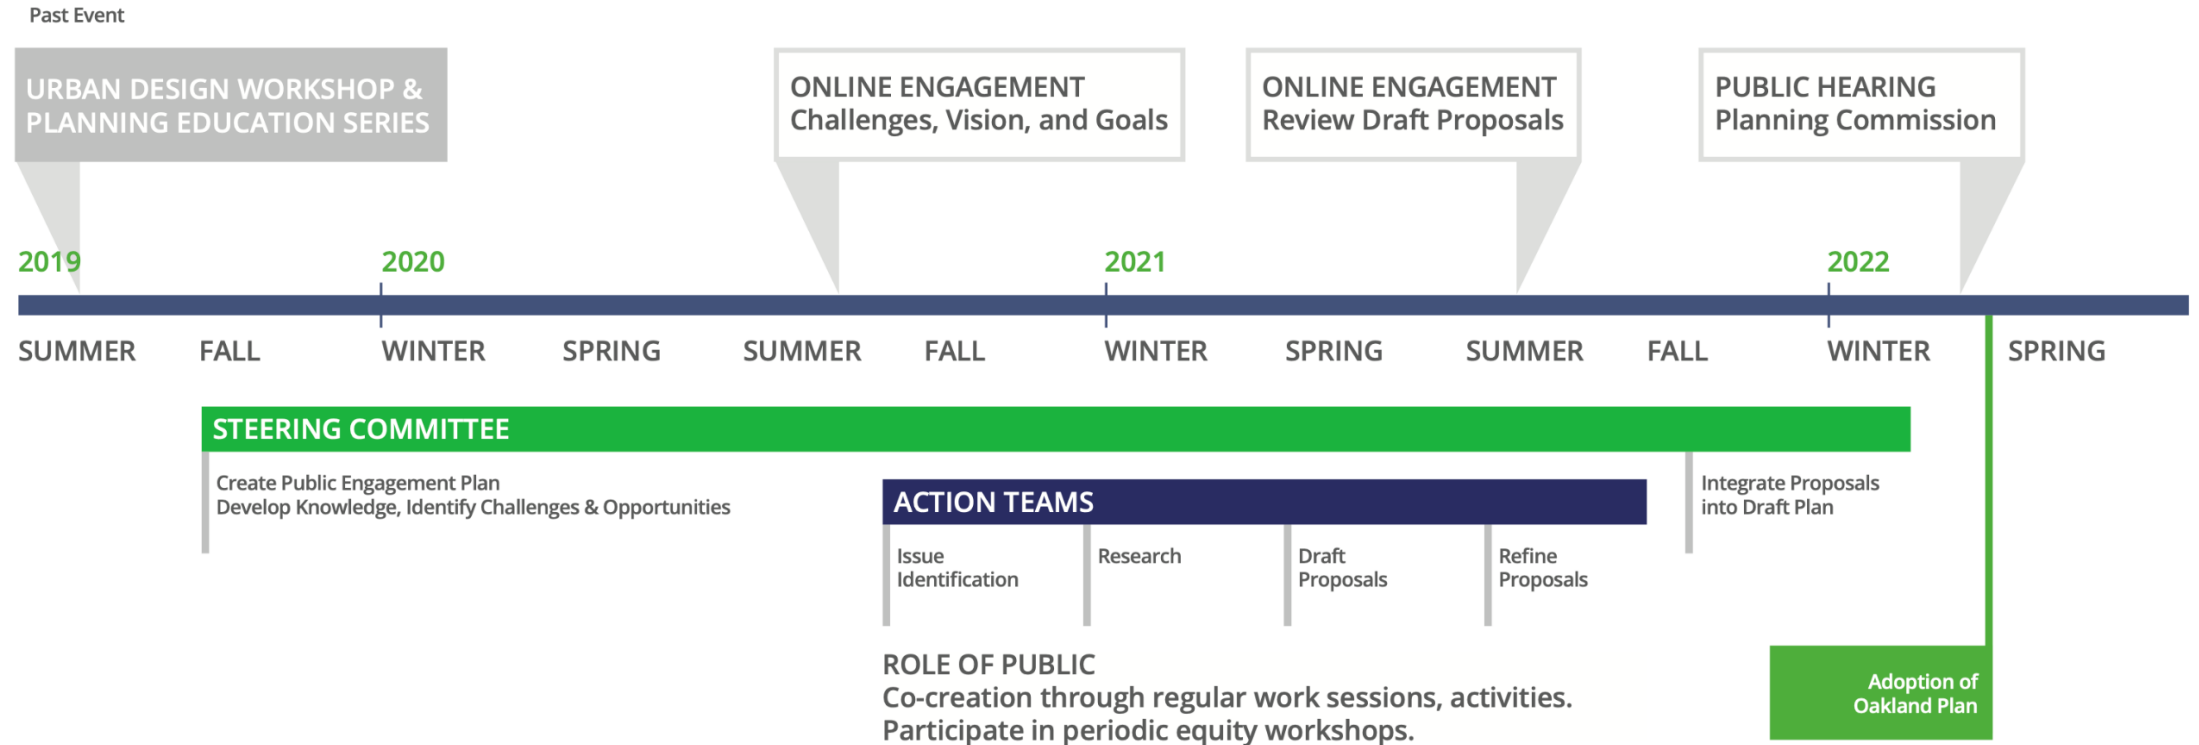 Past Event
URBAN DESIGN WORKSHOP &
PLANNING EDUCATION SERIES
ONLINE ENGAGEMENT
Challenges, Vision, and Goals
ONLINE ENGAGEMENT
Review Draft Proposals
PUBLIC HEARING
Planning Commission
2019
2020
2021
2022
SUMMER
FALL
WINTER
SPRING
SUMMER
FALL
WINTER
SPRING
SUMMER
FALL
WINTER
SPRING
STEERING COMMITTEE
Create Public Engagement Plan
Develop Knowledge, Identify Challenges & Opportunities
Integrate Proposals
into Draft Plan
ACTION TEAMS
Issue
Identification
Research
Draft
Proposals
Refine
Proposals
ROLE OF PUBLIC
Co-creation through regular work sessions, activities.
Participate in periodic equity workshops.
Adoption of
Oakland Plan